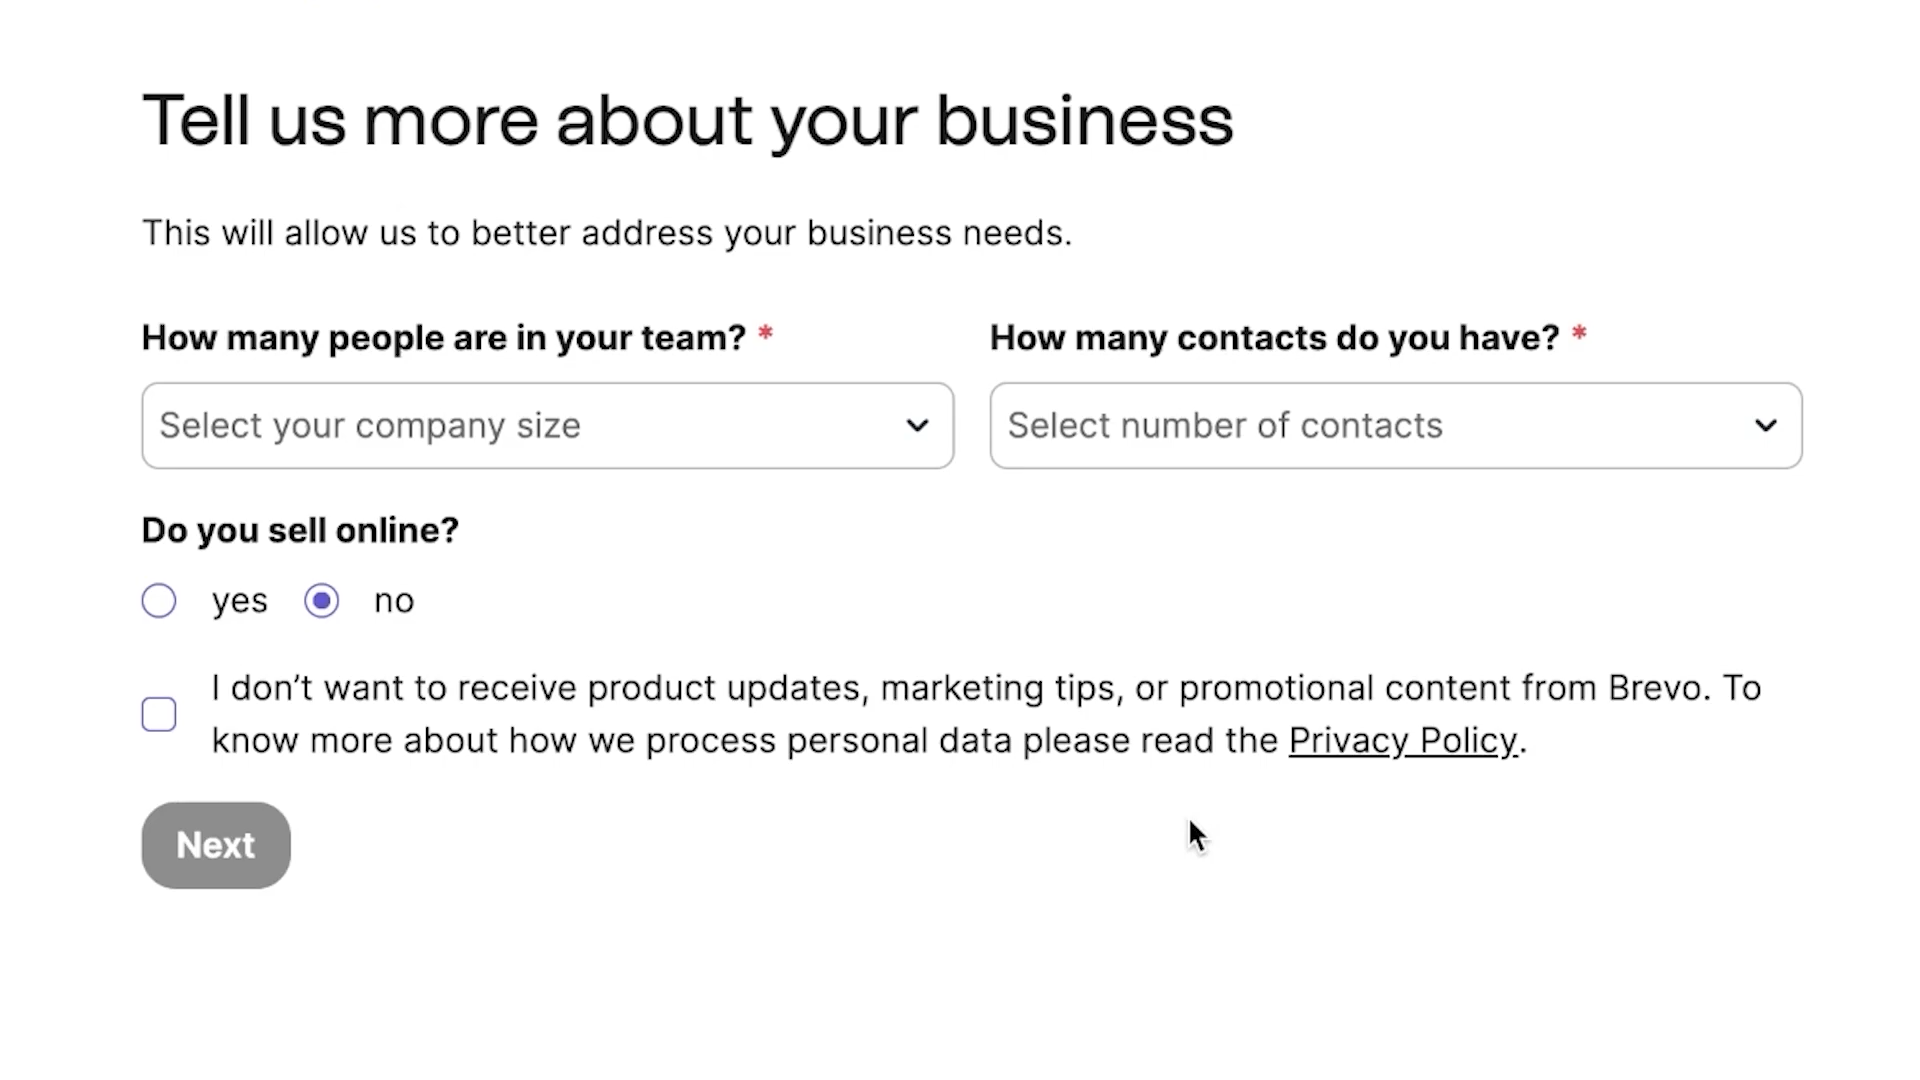 Tell us more about your business
This will allow us to better address your business needs.
How many people are in your team? *
How many contacts do you have? *
Select your company size
Select number of contacts
Do you sell online?
yes no
I don’t want to receive product updates, marketing tips, or promotional content from Brevo. To
know more about how we process personal data please read the Privacy Policy.
Next